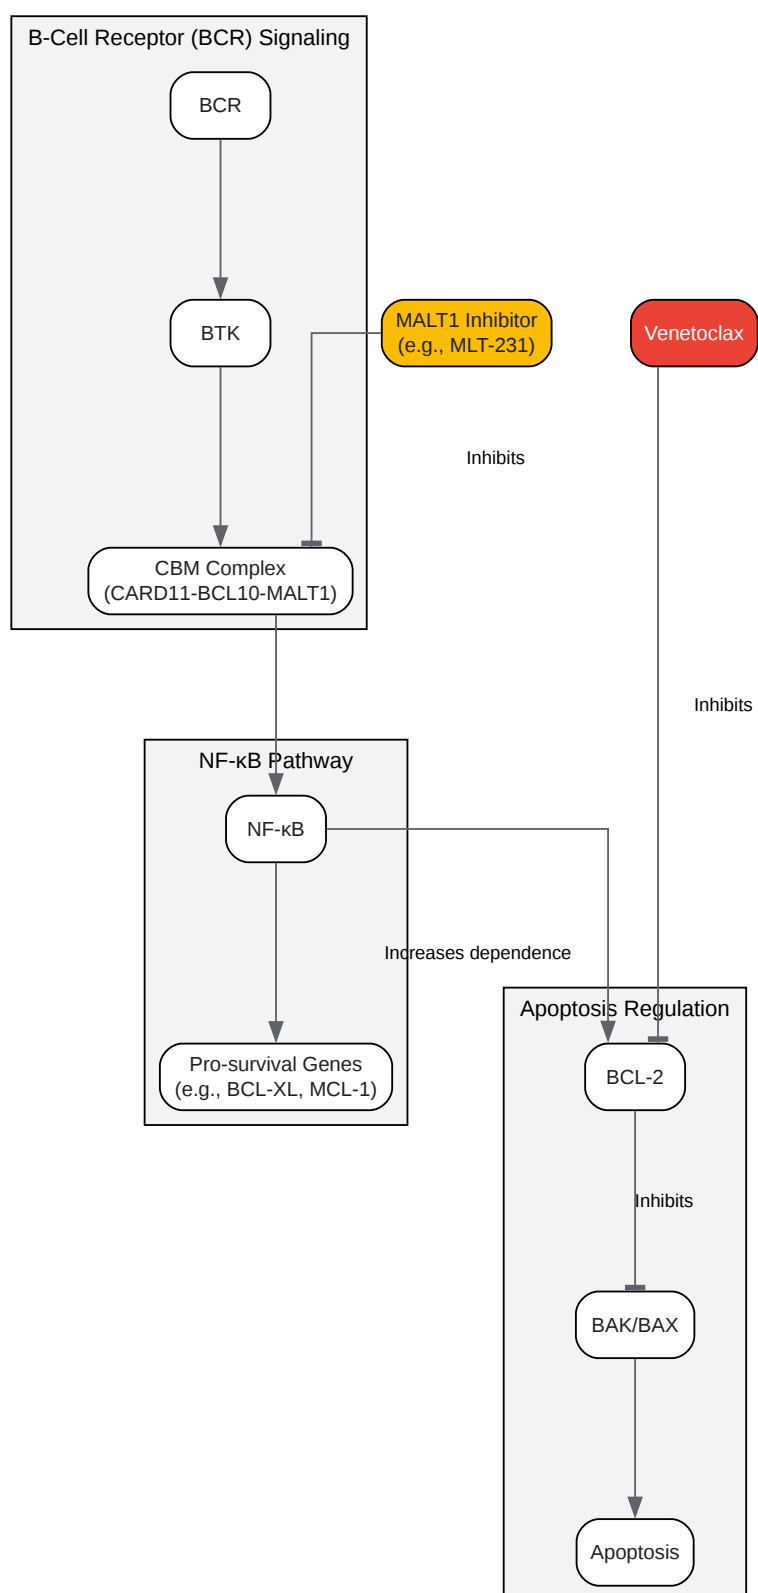 B-Cell Receptor (BCR) Signaling
BCR
BTK
MALT1 Inhibitor
(e.g., MLT-231)
Venetoclax
Inhibits
CBM Complex
(CARD11-BCL10-MALT1)
Inhibits
NF-κB Pathway
NF-κB
Increases dependence
Apoptosis Regulation
Pro-survival Genes
(e.g., BCL-XL, MCL-1)
BCL-2
Inhibits
BAK/BAX
Apoptosis